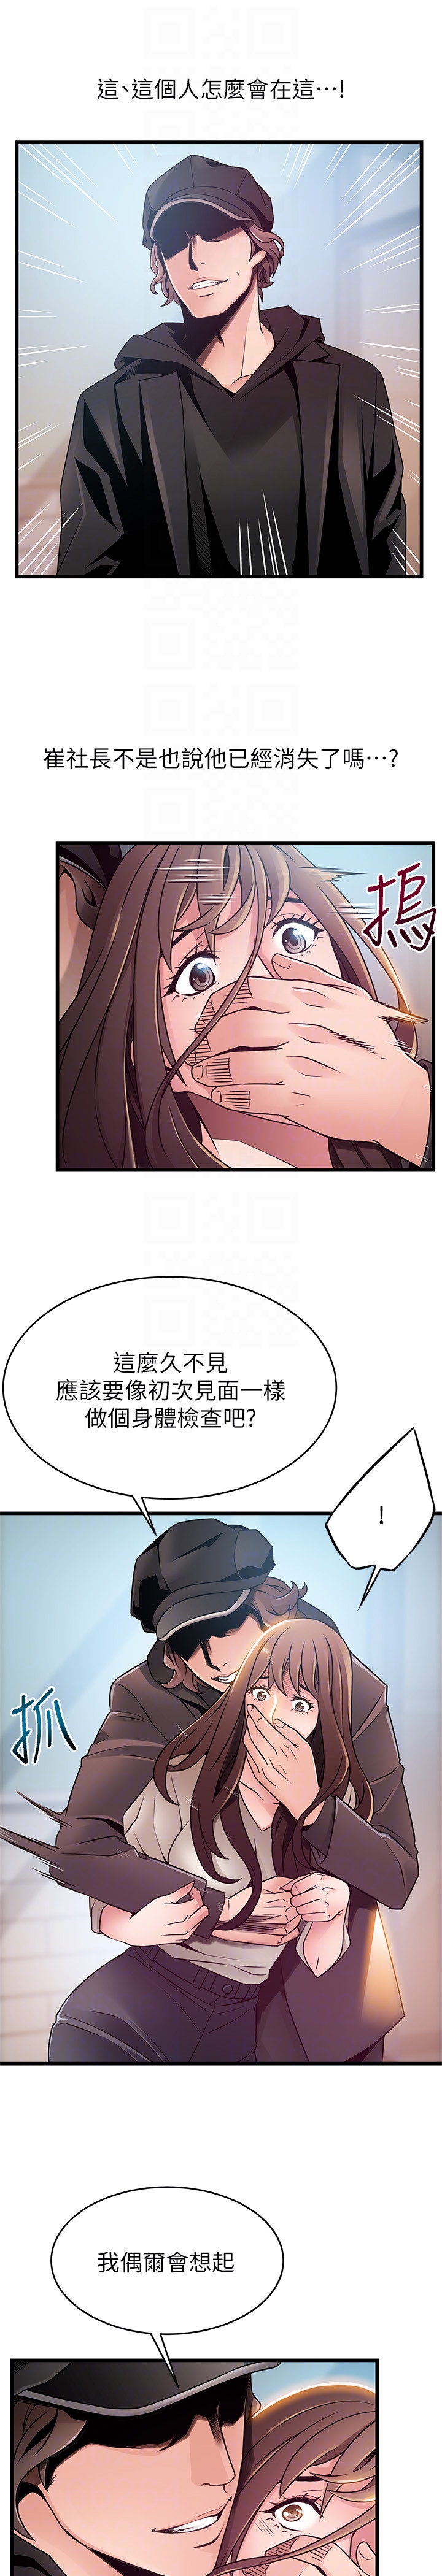 這、這個人怎麼會在這⋯!
崔社長不是也說他已經消失了嗎⋯?
摀
這麼久不見
應該要像初次見面一樣
做個身體檢查吧?
!
抓
我偶爾會想起